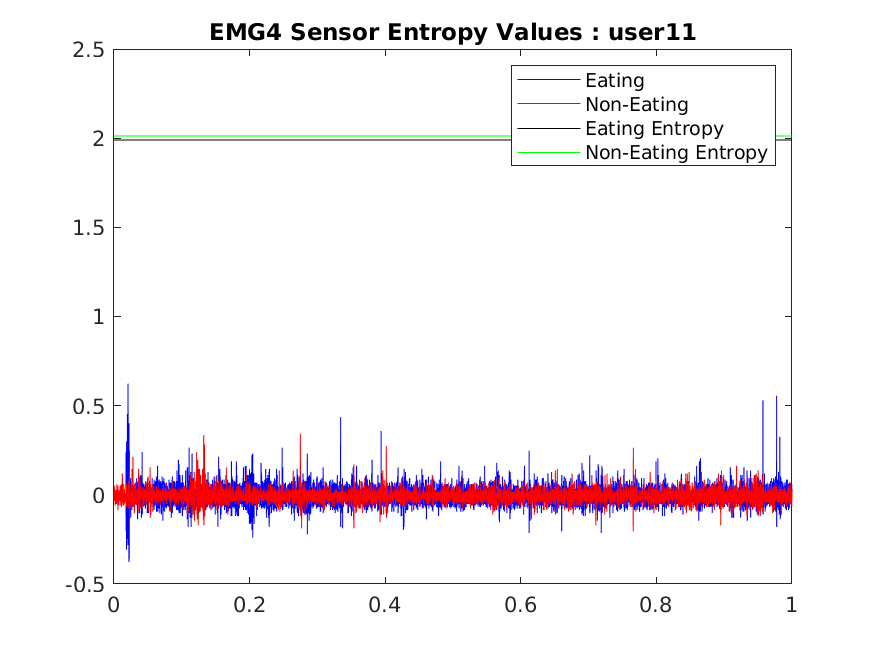 EMG4 Sensor Entropy Values : user11
2.5
2
1.5
1
0.5
0
-0.5
Eating
Non-Eating
Eating Entropy
Non-Eating Entropy
0
0.2
0.4
0.6
0.8
1